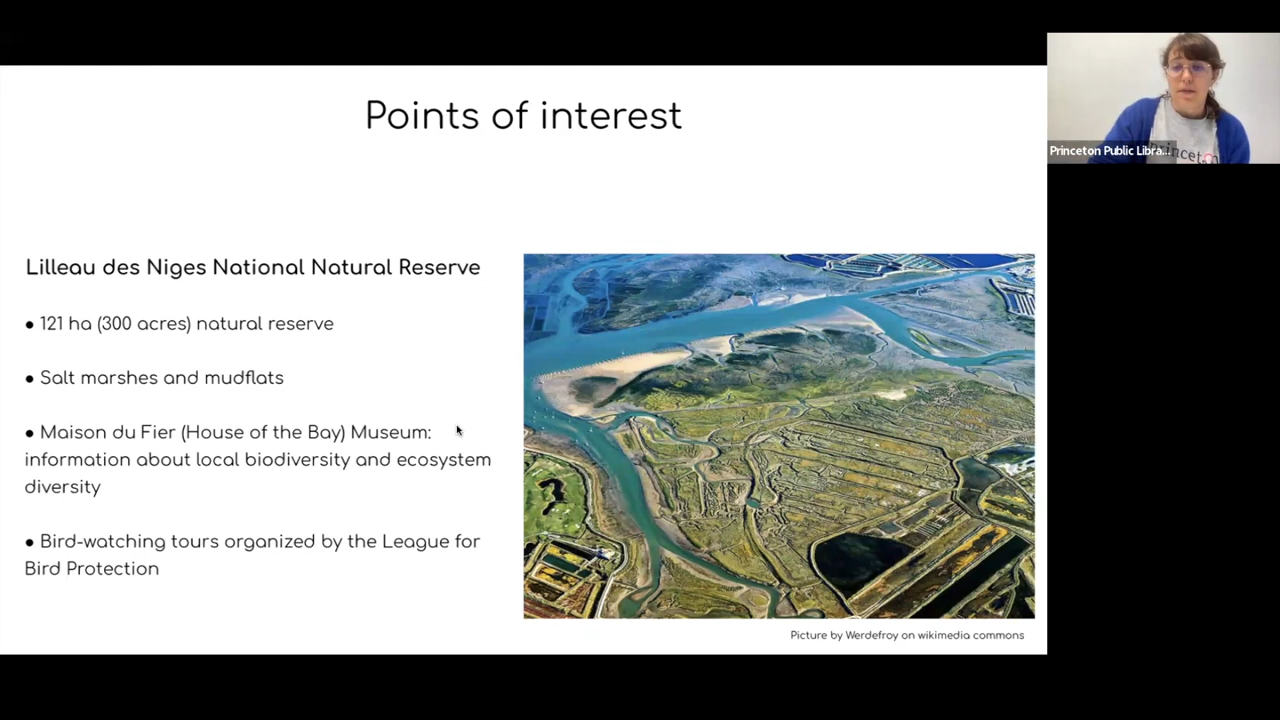 Points of interest
Princeton Public Libra...
princet
Lilleau des Niges National Natural Reserve
● 121 ha (300 acres) natural reserve
● Salt marshes and mudflats
● Maison du Fier (House of the Bay) Museum:
information about local biodiversity and ecosystem
diversity
● Bird-watching tours organized by the League for
Bird Protection
Picture by Werdefroy on wikimedia commons